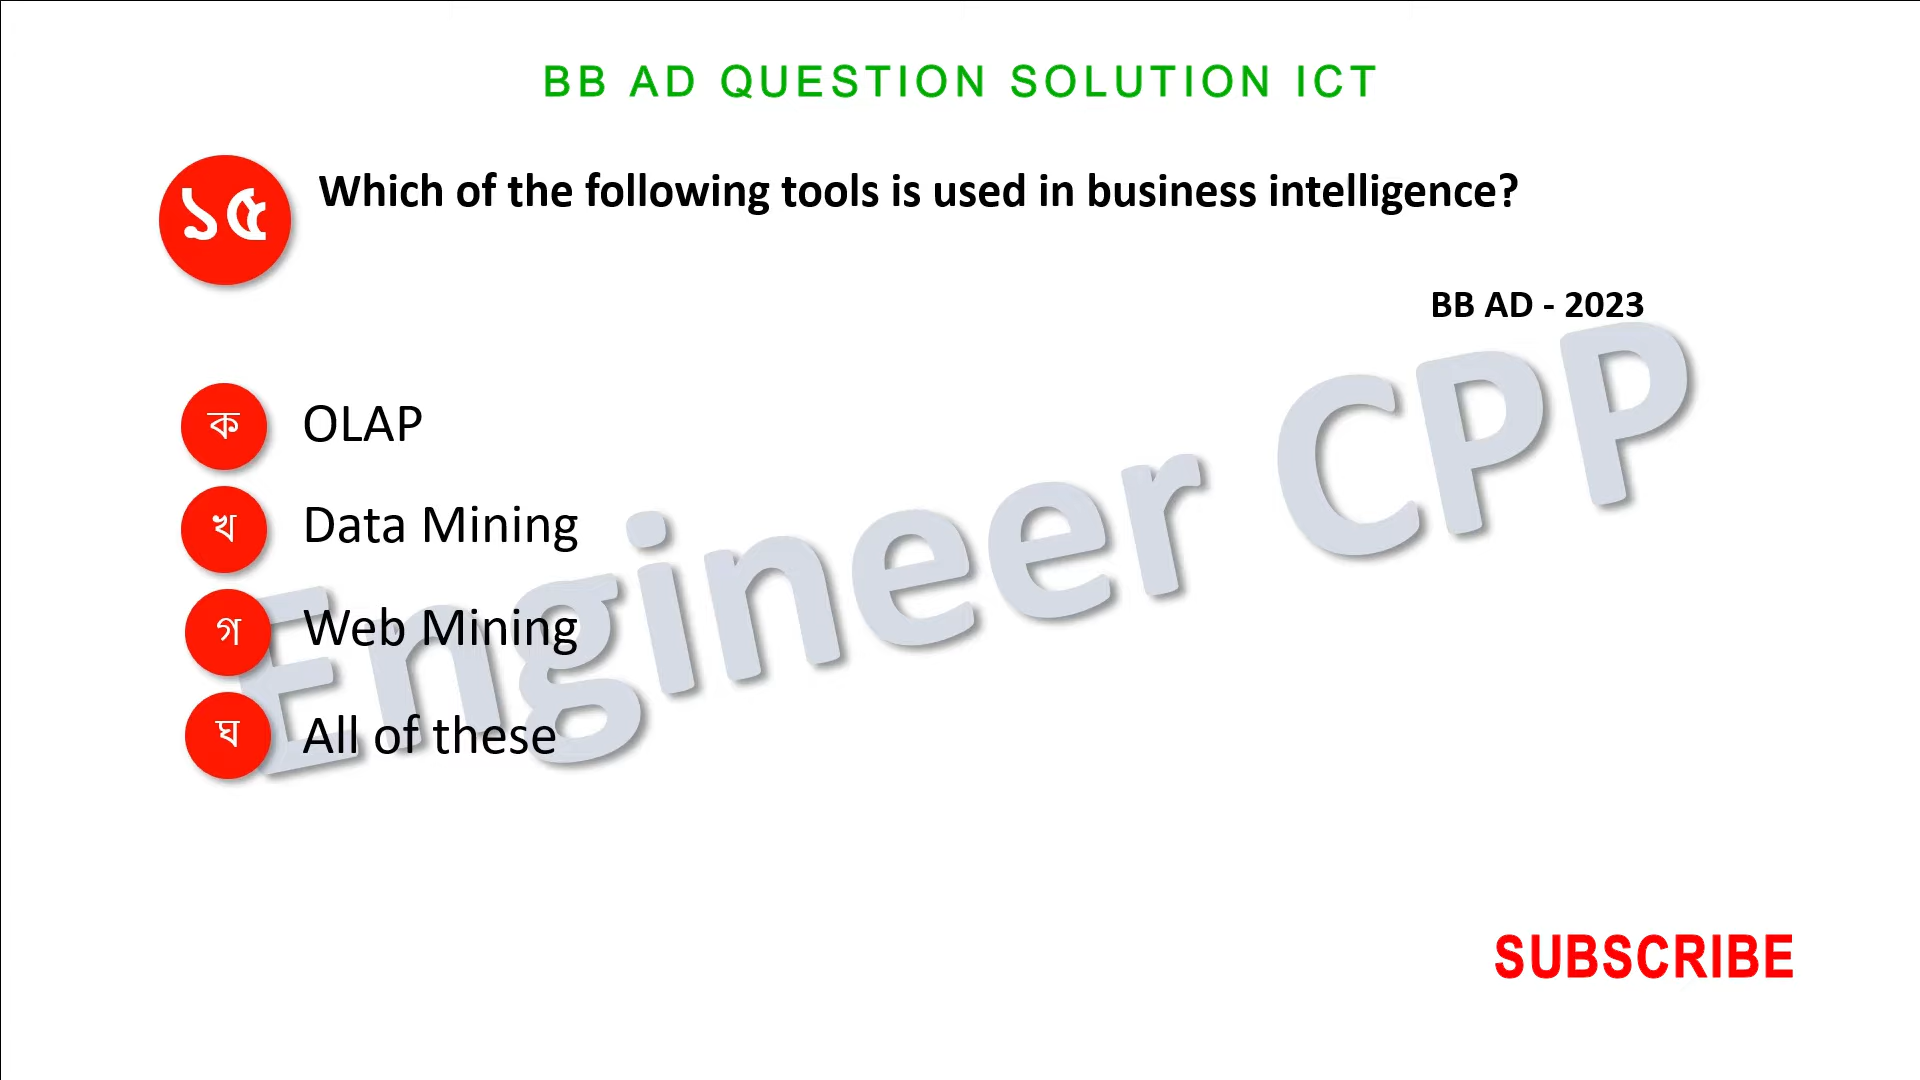 BB AD QUESTION SOLUTION ICT
১৫ Which of the following tools is used in business intelligence?
BB AD - 2023
ক OLAP
খ Data Mining
গ Web Mining
ঘ All of these
Engineer CPP
SUBSCRIBE